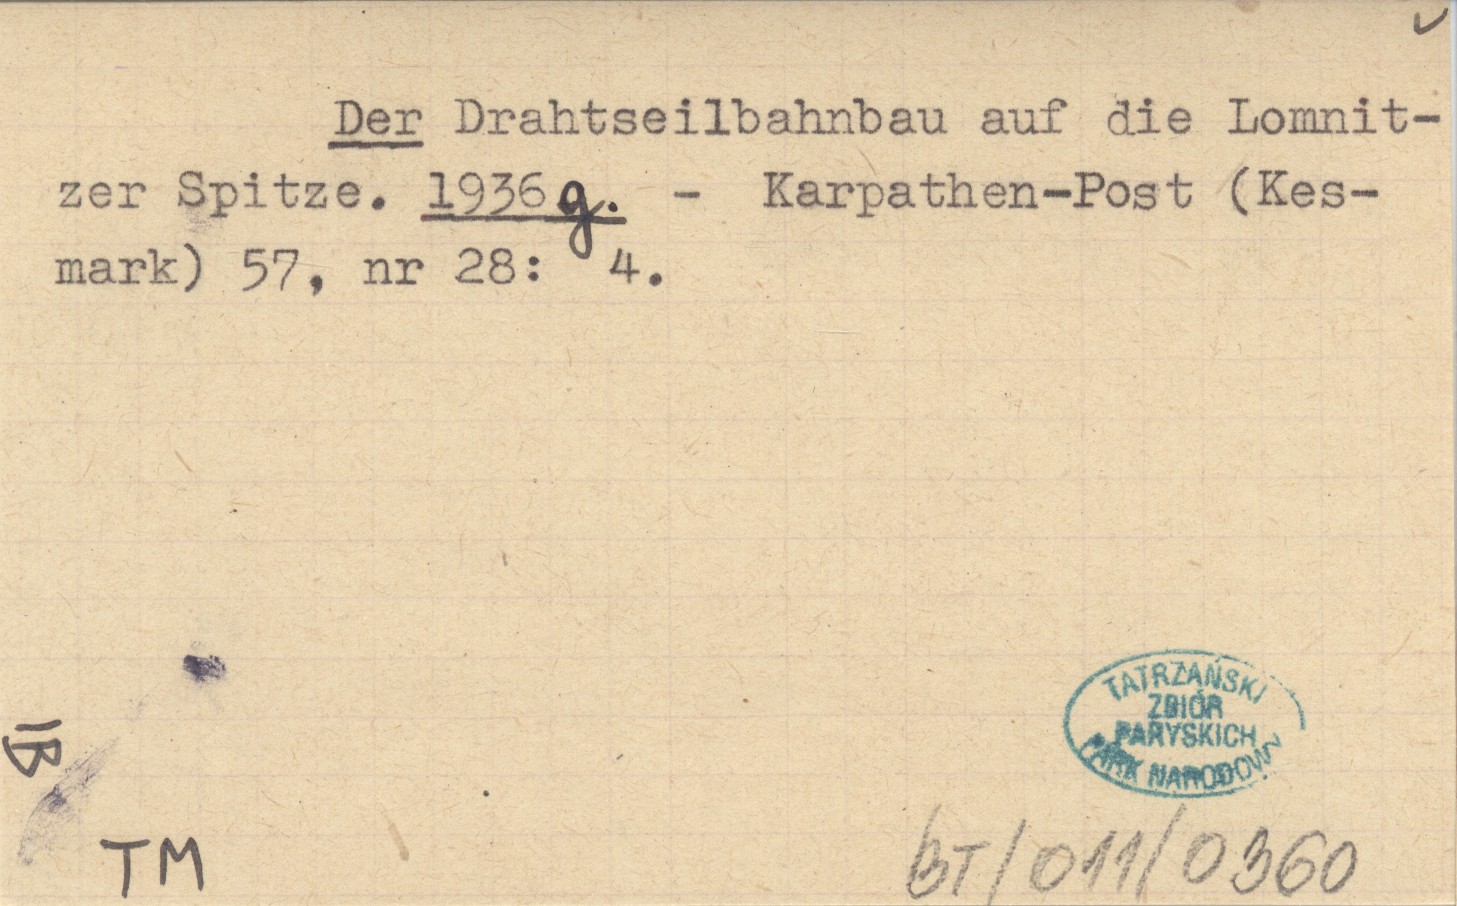 Der Drahtseilbahnbau auf die Lomnit-
zer Spitze. 1936 g. - Karpathen-Post (Kes-
mark) 57, nr 28: 4.
TATRZAŃSKI
ZBIÓR
PARYSKICH
PARK NARODOWY
IB
TM
BT/011/0360